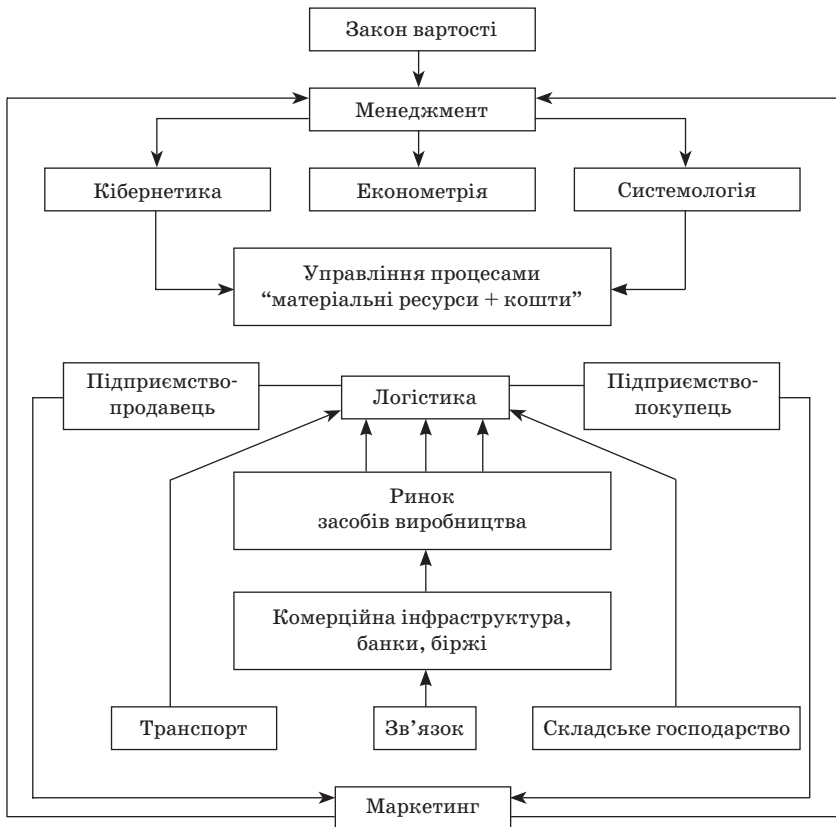 Закон вартості
Менеджмент
Кібернетика
Економетрія
Системологія
Управління процесами
“матеріальні ресурси + кошти”
Підприємство-
продавець
Логістика
Підприємство-
покупець
Ринок
засобів виробництва
Комерційна інфраструктура,
банки, біржі
Транспорт
Зв’язок
Складське господарство
Маркетинг